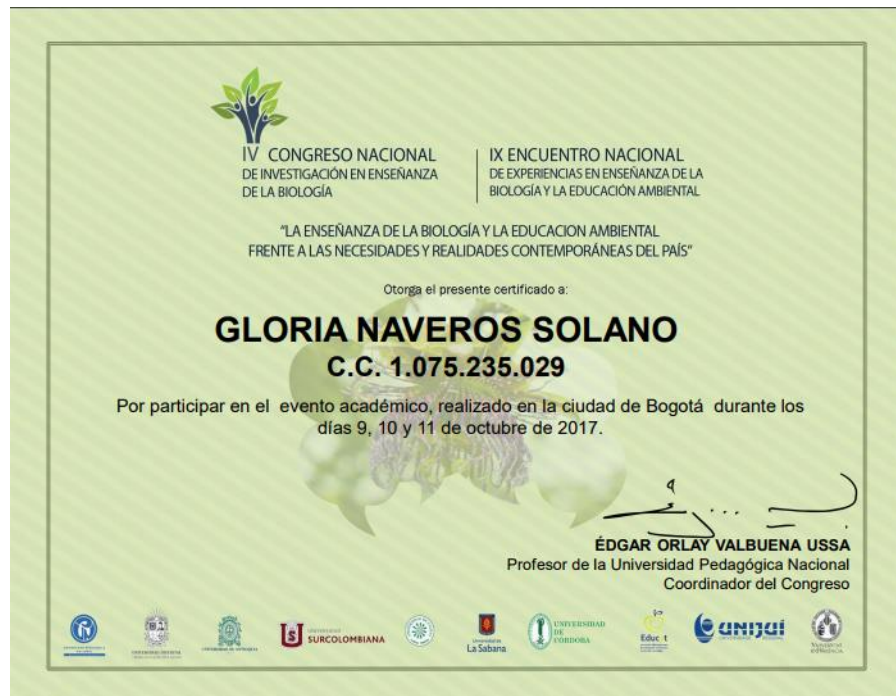 IV CONGRESO NACIONAL
DE INVESTIGACIÓN EN ENSEÑANZA
DE LA BIOLOGÍA
IX ENCUENTRO NACIONAL
DE EXPERIENCIAS EN ENSEÑANZA DE LA
BIOLOGÍA Y LA EDUCACIÓN AMBIENTAL
"LA ENSEÑANZA DE LA BIOLOGÍA Y LA EDUCACION AMBIENTAL
FRENTE A LAS NECESIDADES Y REALIDADES CONTEMPORÁNEAS DEL PAÍS"
Otorga el presente certificado a:
GLORIA NAVEROS SOLANO
C.C. 1.075.235.029
Por participar en el evento académico, realizado en la ciudad de Bogotá durante los
días 9, 10 y 11 de octubre de 2017.
ÉDGAR ORLAY VALBUENA USSA
Profesor de la Universidad Pedagógica Nacional
Coordinador del Congreso
UNIVERSIDAD
SURCOLOMBIANA
La Sabana
UNIVERSIDAD
DE
CÓRDOBA
Educ
UNIJUÍ